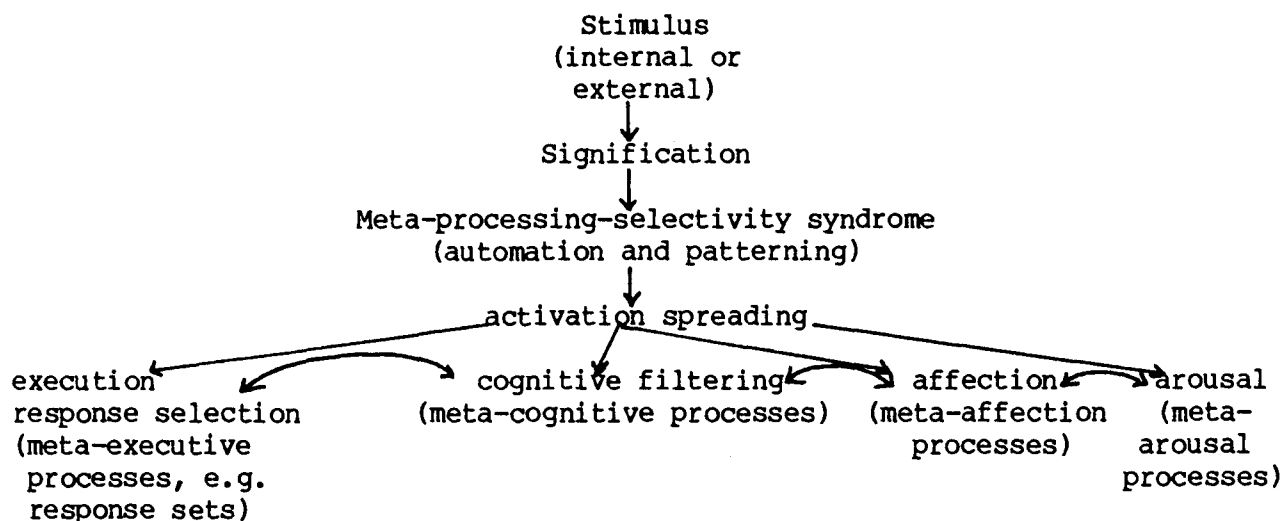 Stimulus
(internal or
external)
Signification
Meta-processing-selectivity syndrome
(automation and patterning)
activation spreading
execution
response selection
(meta-executive
processes, e.g.
response sets)
cognitive filtering
(meta-cognitive processes)
affection
(meta-affection
processes)
arousal
(meta-
arousal
processes)